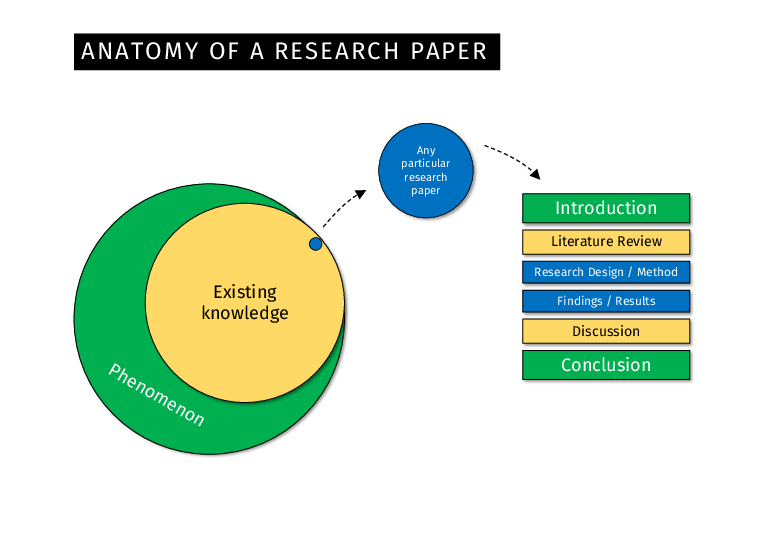 ANATOMY OF A RESEARCH PAPER
Any
particular
research
paper
Existing
knowledge
Phenomenon
Introduction
Literature Review
Research Design / Method
Findings / Results
Discussion
Conclusion